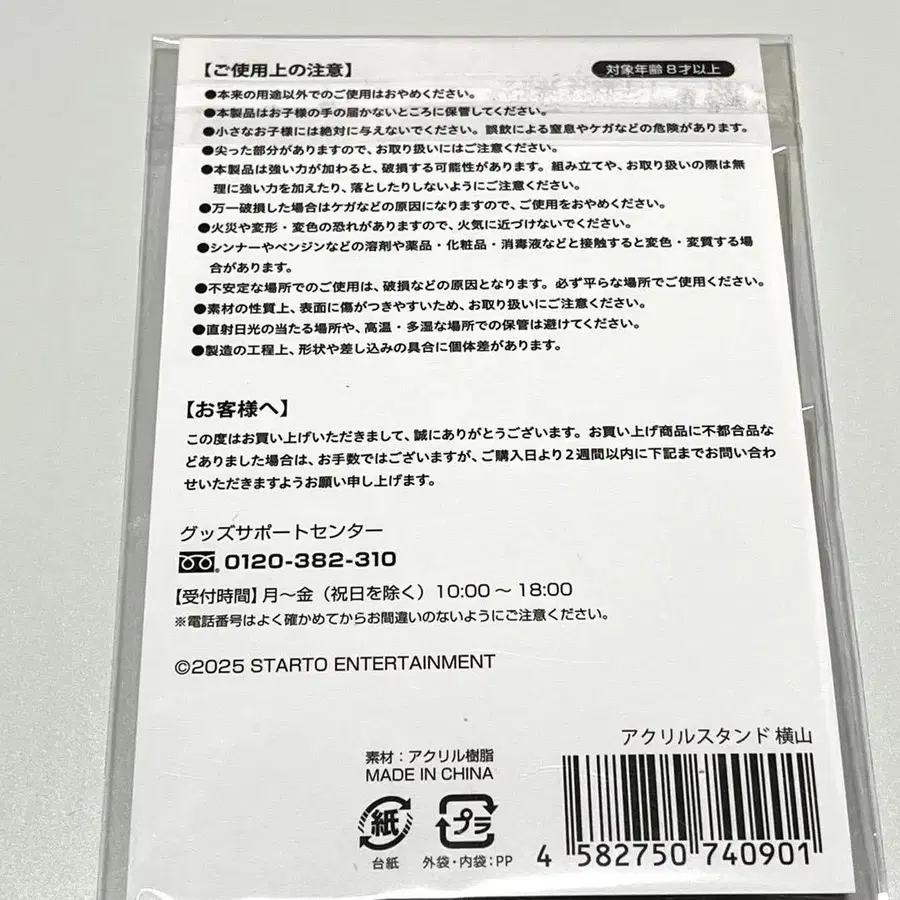 【ご使用上の注意】
対象年齢 8才以上
●本来の用途以外でのご使用はおやめください。
●本製品はお子様の手の届かないところに保管してください。
●小さなお子様には絶対に与えないでください。誤飲による窒息やケガなどの危険があります。
●尖った部分がありますので、お取り扱いにはご注意ください。
●本製品は強い力が加わると、破損する可能性があります。組み立てや、お取り扱いの際は無
理に強い力を加えたり、落としたりしないようにご注意ください。
●万一破損した場合はケガなどの原因になりますので、ご使用をおやめください。
●火災や変形・変色の恐れがありますので、火気に近づけないでください。
●シンナーやベンジンなどの溶剤や薬品・化粧品・消毒液などと接触すると変色・変質する場
合があります。
●不安定な場所でのご使用は、破損などの原因となります。必ず平らな場所でご使用ください。
●素材の性質上、表面に傷がつきやすいため、お取り扱いにご注意ください。
●直射日光の当たる場所や、高温・多湿な場所での保管は避けてください。
●製造の工程上、形状や差し込みの具合に個体差があります。
【お客様へ】
この度はお買い上げいただきまして、誠にありがとうございます。お買い上げ商品に不都合品な
どありました場合は、お手数ではございますが、ご購入日より2週間以内に下記までお問い合わ
せいただきますようお願い申し上げます。
グッズサポートセンター
0120-382-310
【受付時間】月〜金（祝日を除く）10:00 〜 18:00
※電話番号はよく確かめてからお間違いのないようにご注意ください。
©2025 STARTO ENTERTAINMENT
アクリルスタンド 横山
素材：アクリル樹脂
MADE IN CHINA
紙
プラ
台紙
外袋・内袋：PP
4 582750 740901